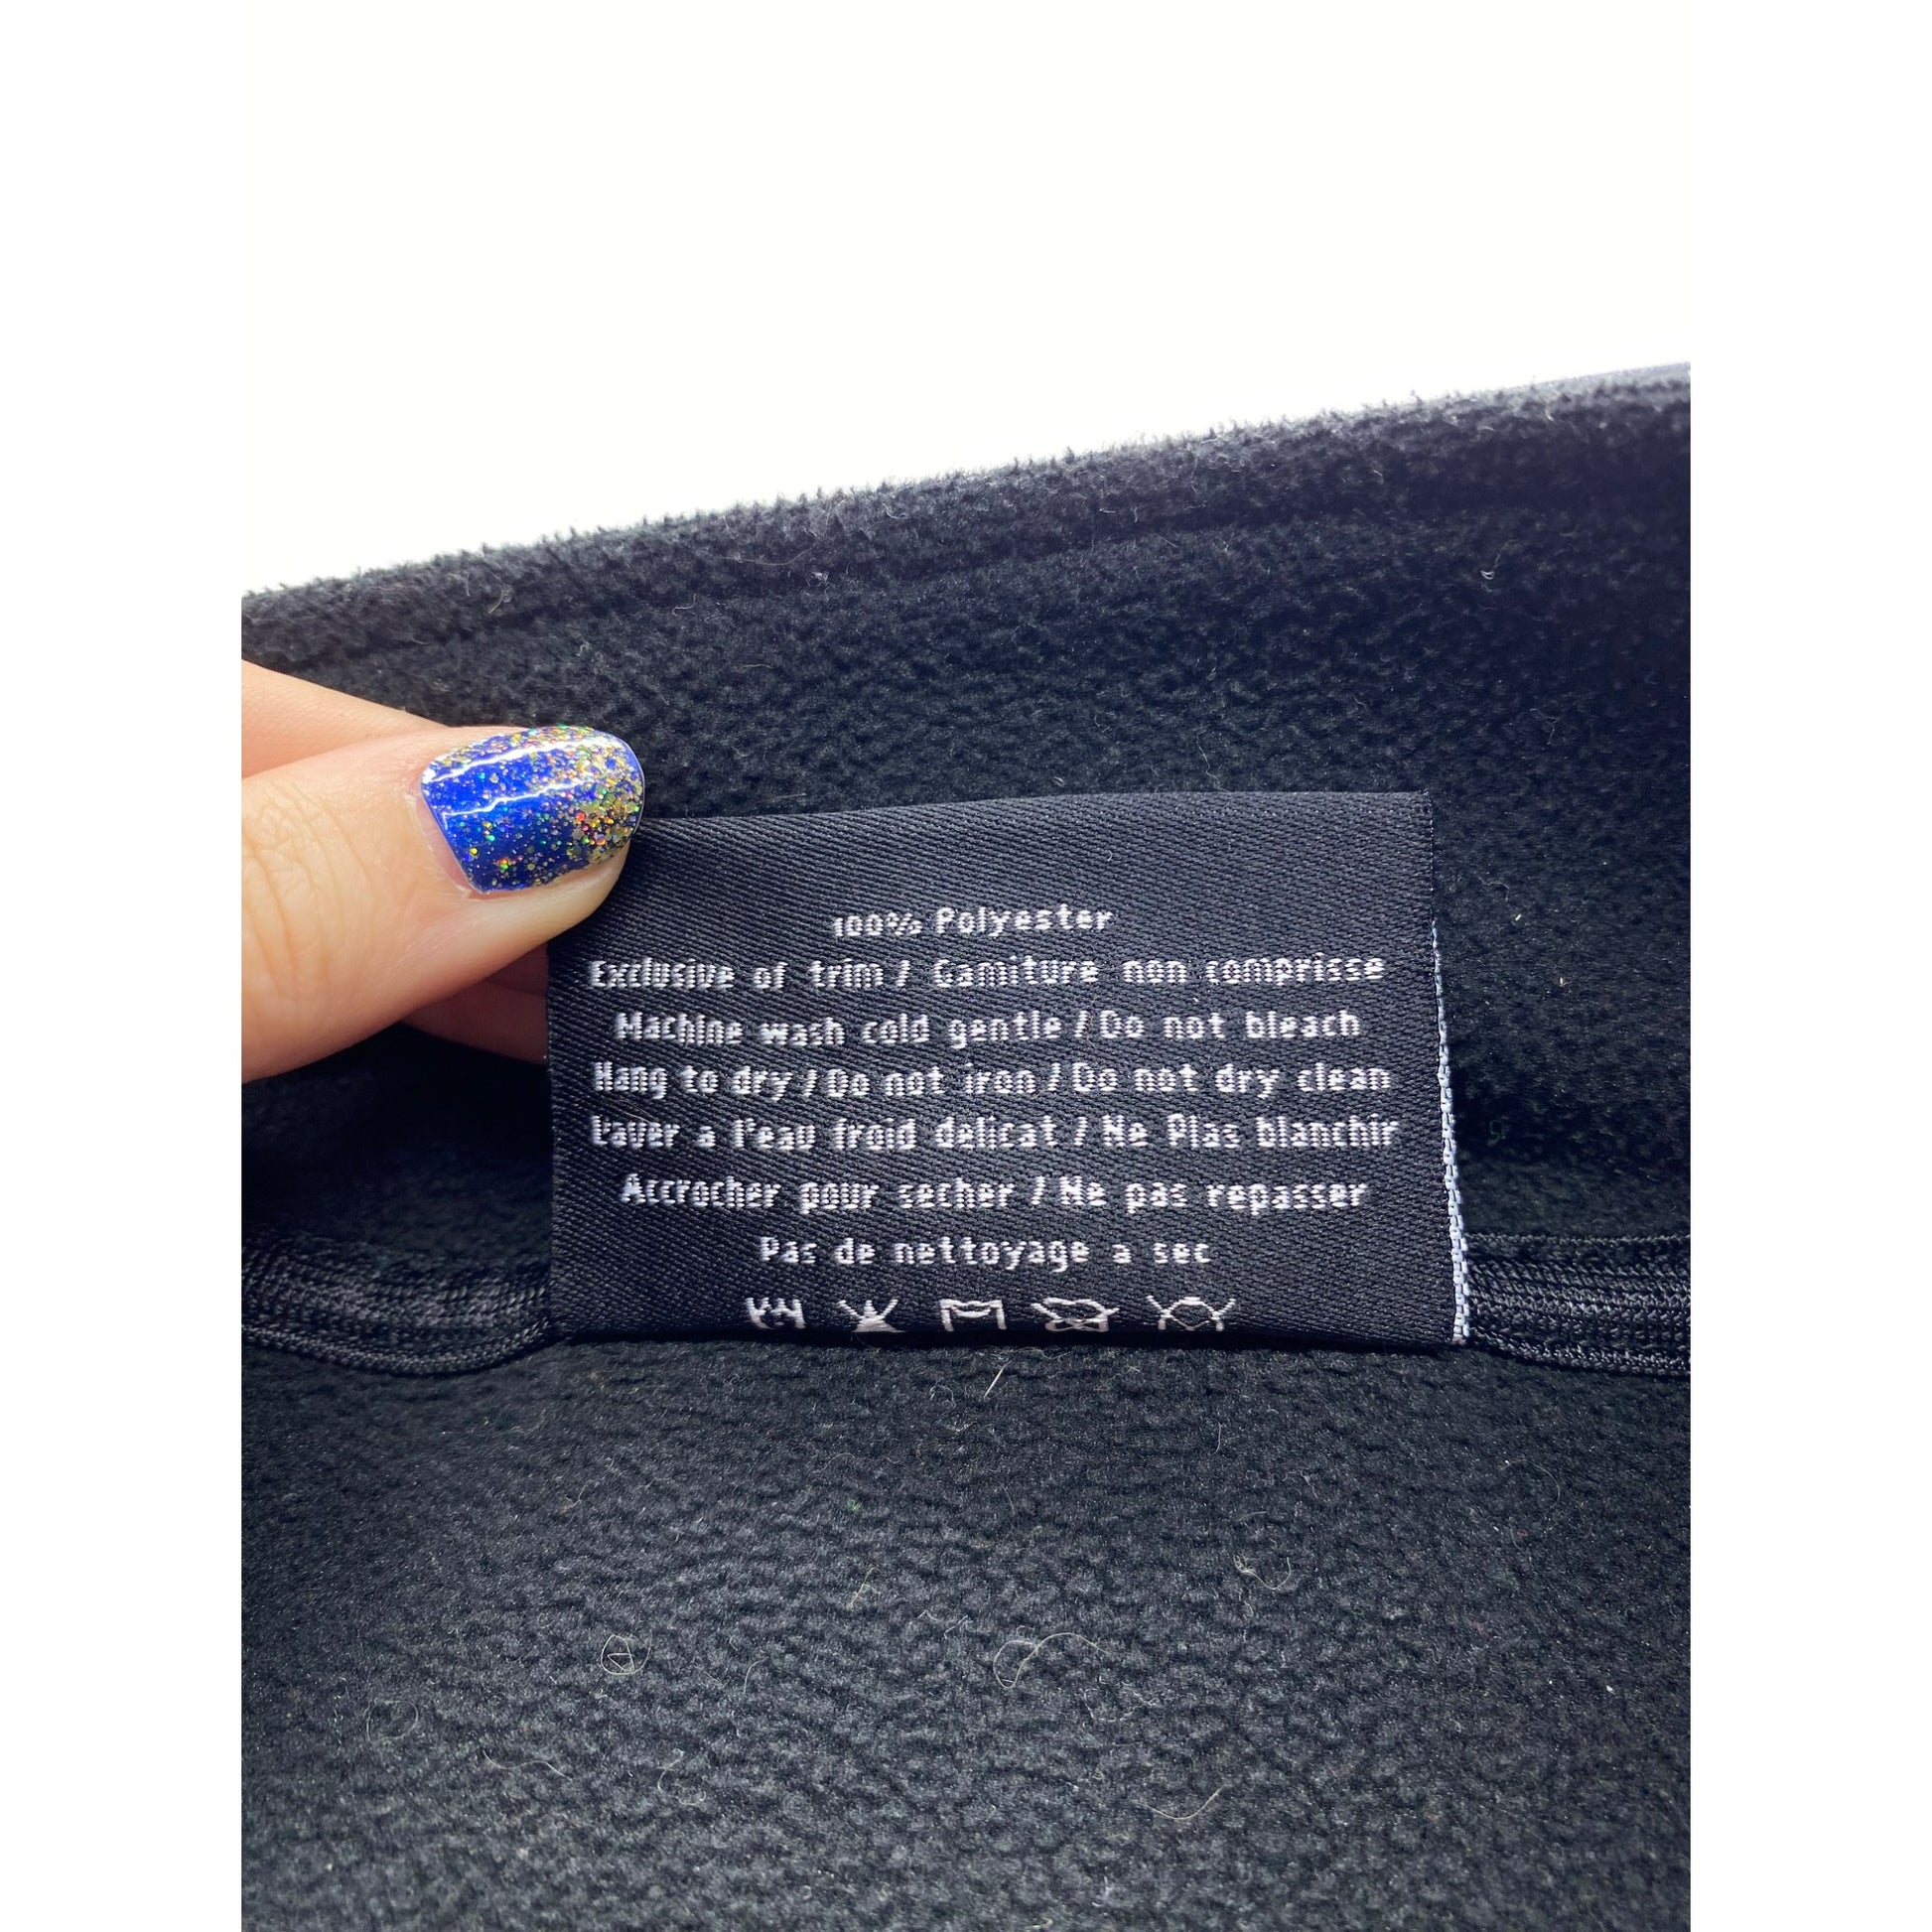 100% Polyester
Exclusive of trim / Garniture non comprisse
Machine wash cold gentle / Do not bleach
Hang to dry / Do not iron / Do not dry clean
Laver a l'eau froid delicat / Ne Plas blanchir
Accrocher pour secher / Ne pas repasser
Pas de nettoyage a sec